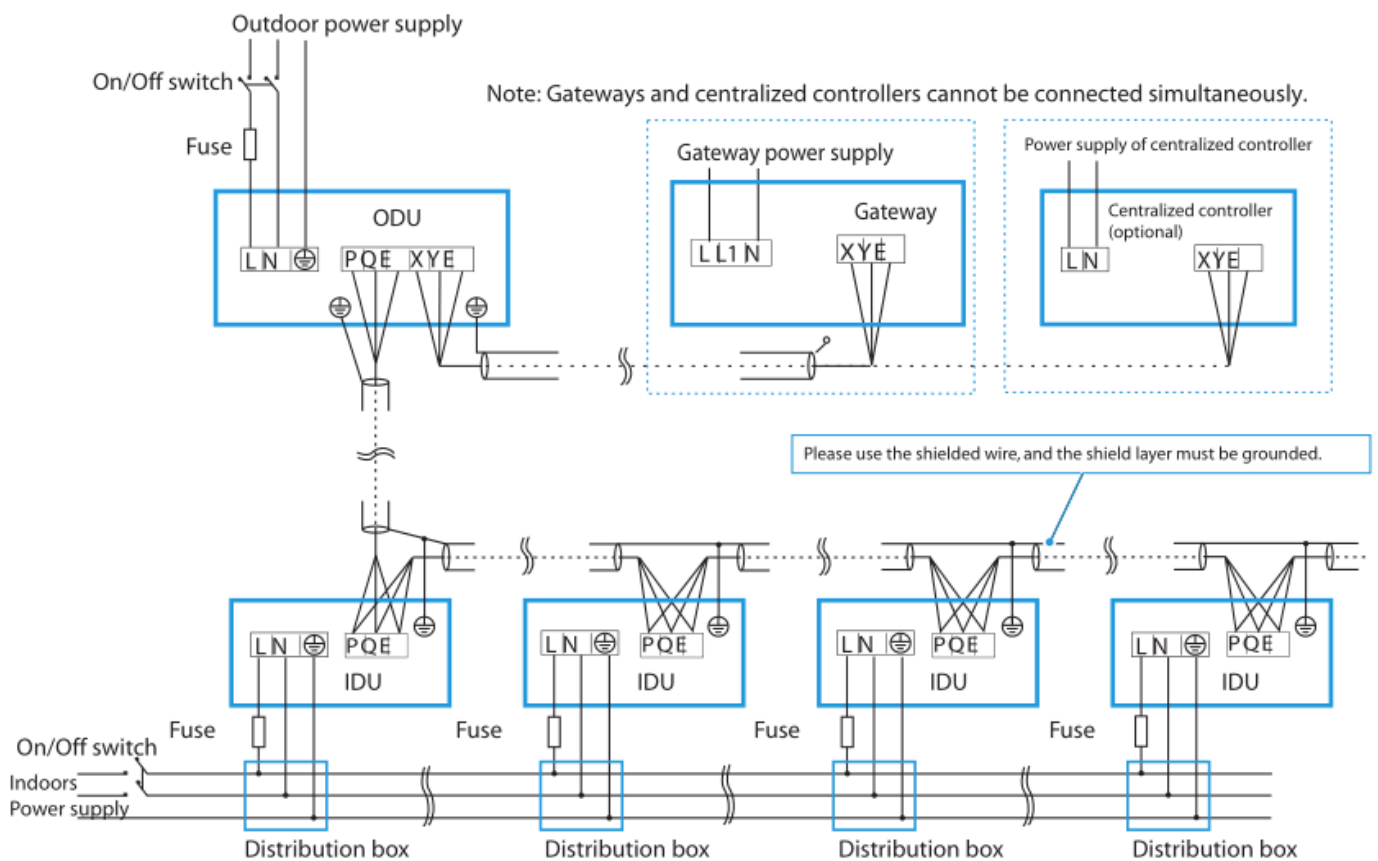 Outdoor power supply
On/Off switch
Note: Gateways and centralized controllers cannot be connected simultaneously.
Fuse
Gateway power supply
Power supply of centralized controller
ODU
Gateway
Centralized controller
(optional)
L N
P Q E
X Y E
L L1 N
X Y E
L N
X Y E
Please use the shielded wire, and the shield layer must be grounded.
L N
P Q E
L N
P Q E
L N
P Q E
L N
P Q E
IDU
IDU
IDU
IDU
Fuse
Fuse
Fuse
Fuse
On/Off switch
Indoors
Power supply
Distribution box
Distribution box
Distribution box
Distribution box